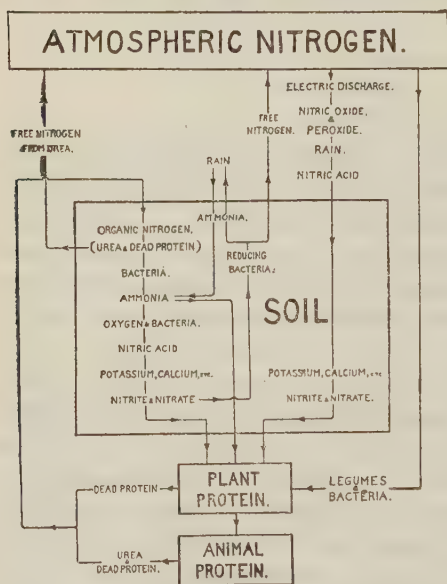 ATMOSPHERIC NITROGEN.
ELECTRIC DISCHARGE.
NITRIC OXIDE,
&
PEROXIDE.
RAIN.
NITRIC ACID
FREE NITROGEN
FROM UREA.
FREE
NITROGEN.
RAIN
AMMONIA.
ORGANIC NITROGEN.
(UREA & DEAD PROTEIN)
BACTERIA.
AMMONIA
OXYGEN & BACTERIA.
NITRIC ACID
POTASSIUM, CALCIUM, etc.
NITRITE & NITRATE
REDUCING
BACTERIA.
SOIL
POTASSIUM, CALCIUM, etc
NITRITE & NITRATE.
PLANT
PROTEIN.
LEGUMES
&
BACTERIA.
DEAD PROTEIN
UREA
&
DEAD PROTEIN.
ANIMAL
PROTEIN.